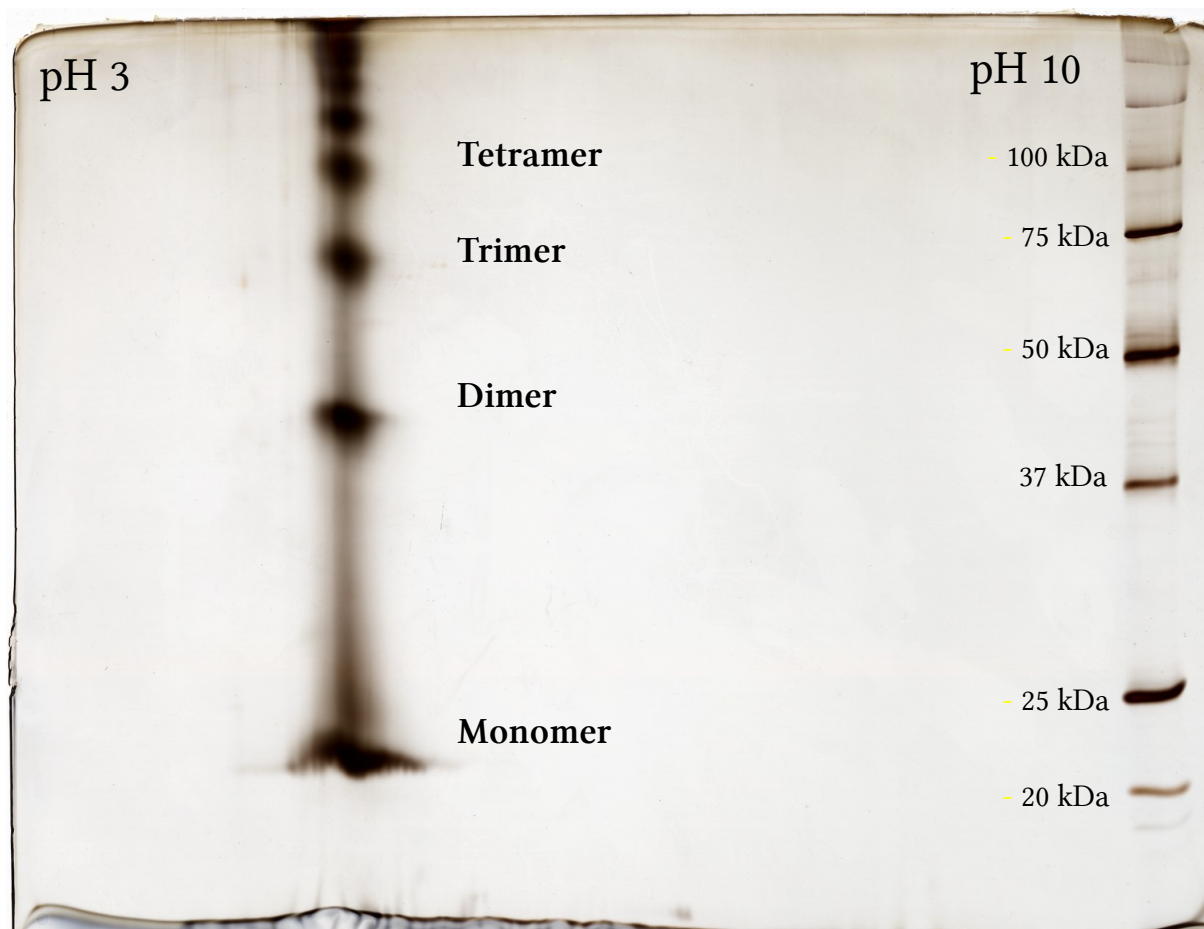 pH 3
pH 10
Tetramer
- 100 kDa
Trimer
- 75 kDa
- 50 kDa
Dimer
37 kDa
- 25 kDa
Monomer
- 20 kDa